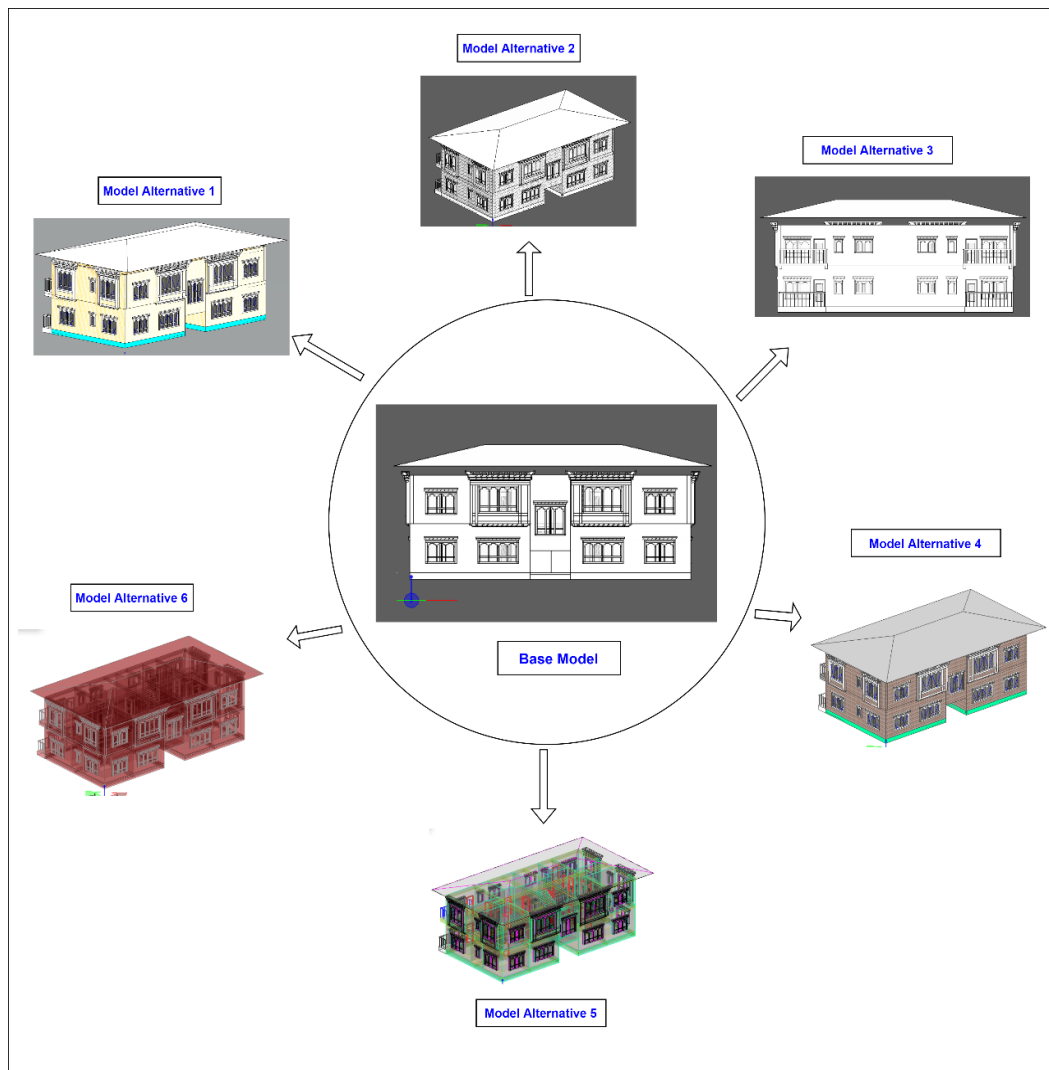 Model Alternative 2
Model Alternative 3
Model Alternative 1
Model Alternative 4
Model Alternative 6
Base Model
Model Alternative 5